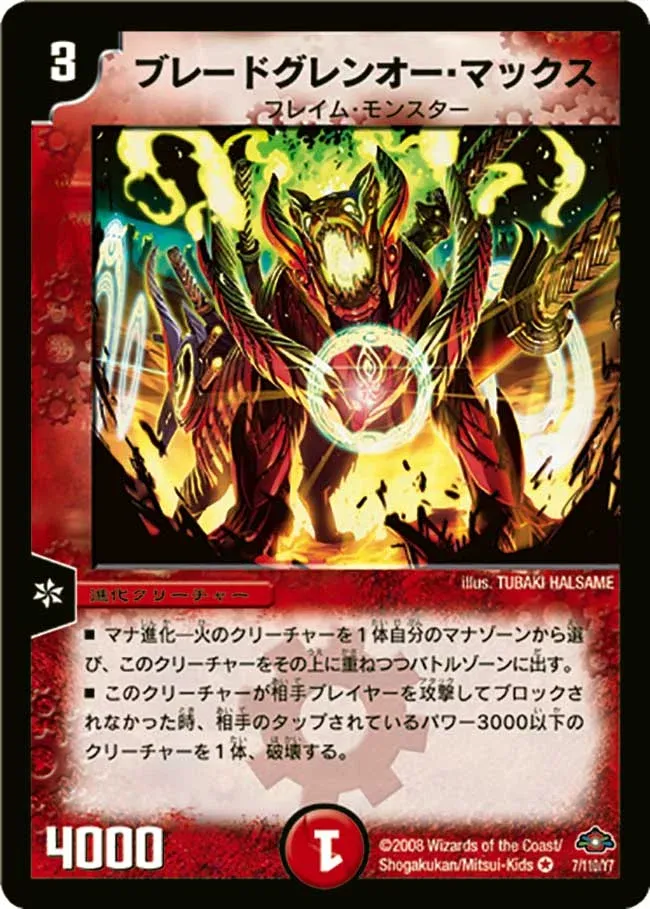 3
ブレードグレンオー・マックス
フレイム・モンスター
illus. TUBAKI HALSAME
進化クリーチャー
■ マナ進化―火のクリーチャーを1体自分のマナゾーンから選
び、このクリーチャーをその上に重ねつつバトルゾーンに出す。
■ このクリーチャーが相手プレイヤーを攻撃してブロックさ
れなかった時、相手のタップされているパワー3000以下の
クリーチャーを1体、破壊する。
4000
1
©2008 Wizards of the Coast/
Shogakukan/Mitsui-Kids
7/110/Y7